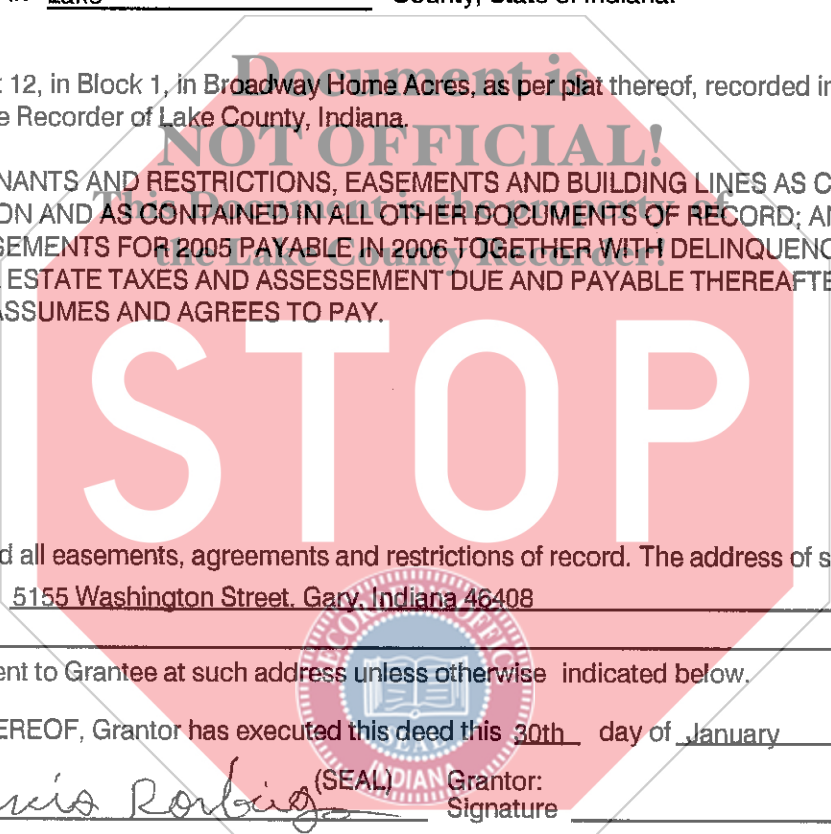 Lake County, State of Indiana.
12, in Block 1, in Broadway Home Acres, as per plat thereof, recorded in
Recorder of Lake County, Indiana.
Document is
NOT OFFICIAL!
This Document is the property of
the Lake County Recorder!
NANTS AND RESTRICTIONS, EASEMENTS AND BUILDING LINES AS C
ON AND AS CONTAINED IN ALL OTHER DOCUMENTS OF RECORD; AN
SEMENTS FOR 2005 PAYABLE IN 2006 TOGETHER WITH DELINQUENC
ESTATE TAXES AND ASSESSEMENT DUE AND PAYABLE THEREAFTE
ASSUMES AND AGREES TO PAY.
STOP
d all easements, agreements and restrictions of record. The address of s
5155 Washington Street, Gary, Indiana 46408
ent to Grantee at such address unless otherwise indicated below.
EREOF, Grantor has executed this deed this 30th day of January
(SEAL) Grantor:
Signature
RECORDER'S OFFICE
SEAL
INDIANA